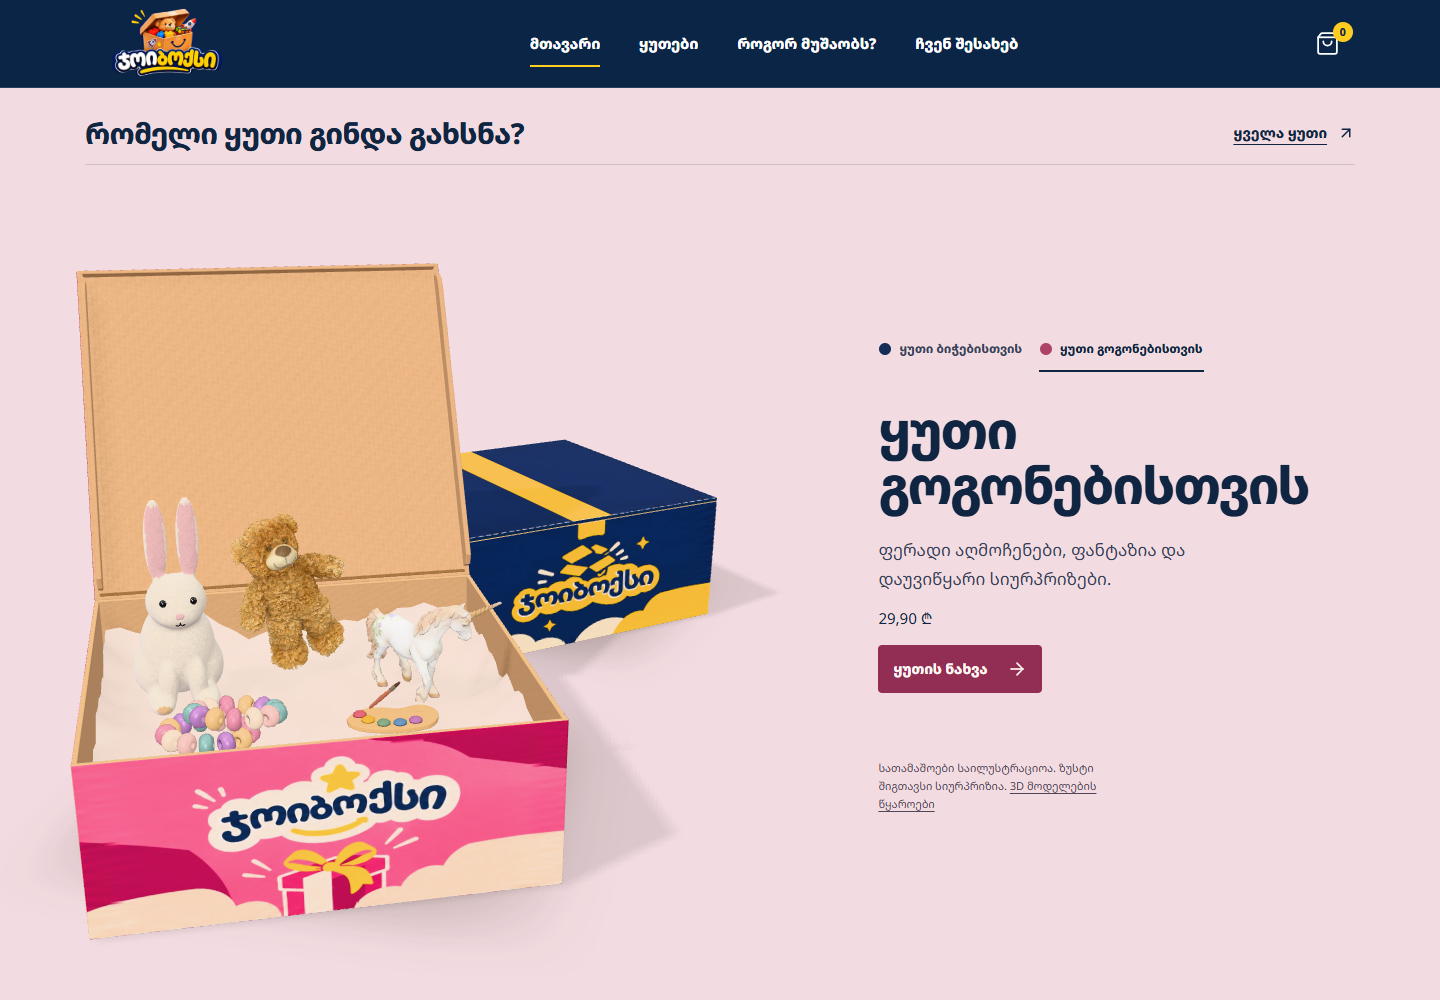 ჯოიბოქსი
მთავარი
ყუთები
როგორ მუშაობს?
ჩვენ შესახებ
0
რომელი ყუთი გინდა გახსნა?
ყველა ყუთი
ყუთი ბიჭებისთვის
ყუთი გოგონებისთვის
ყუთი
გოგონებისთვის
ფერადი აღმოჩენები, ფანტაზია და
დაუვიწყარი სიურპრიზები.
29,90 ₾
ყუთის ნახვა
სათამაშოები საილუსტრაციოა. ზუსტი
შიგთავსი სიურპრიზია. 3D მოდელების
წყაროები
ჯოიბოქსი
ჯოიბოქსი